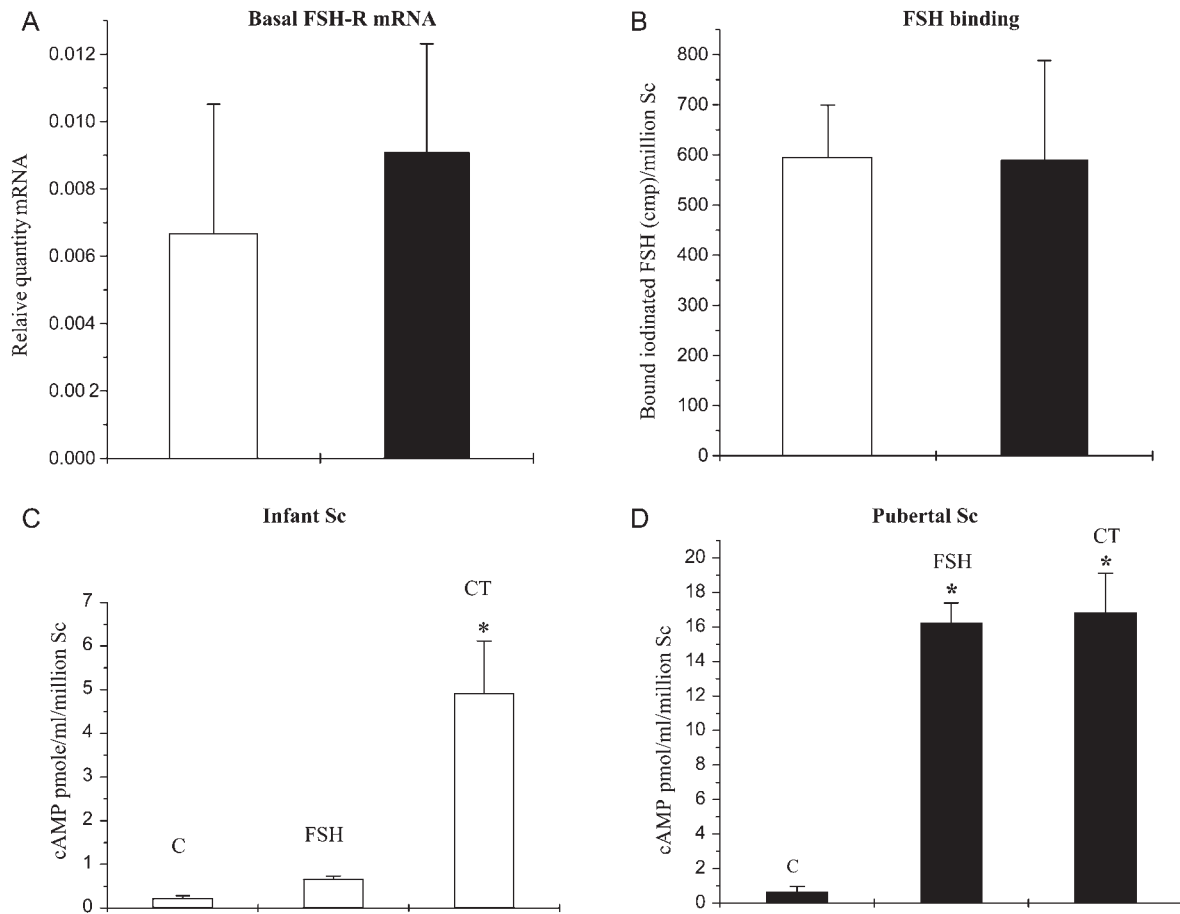 A
Basal FSH-R mRNA
Relaive quantity mRNA
0.012
0.010
0.008
0.006
0.004
0.002
0.000
B
FSH binding
Bound iodinated FSH (cmp)/million Sc
800
700
600
500
400
300
200
100
0
C
Infant Sc
cAMP pmole/ml/million Sc
7
6
5
4
3
2
1
0
C
FSH
CT
*
D
Pubertal Sc
cAMP pmol/ml/million Sc
20
18
16
14
12
10
8
6
4
2
0
C
FSH
*
CT
*